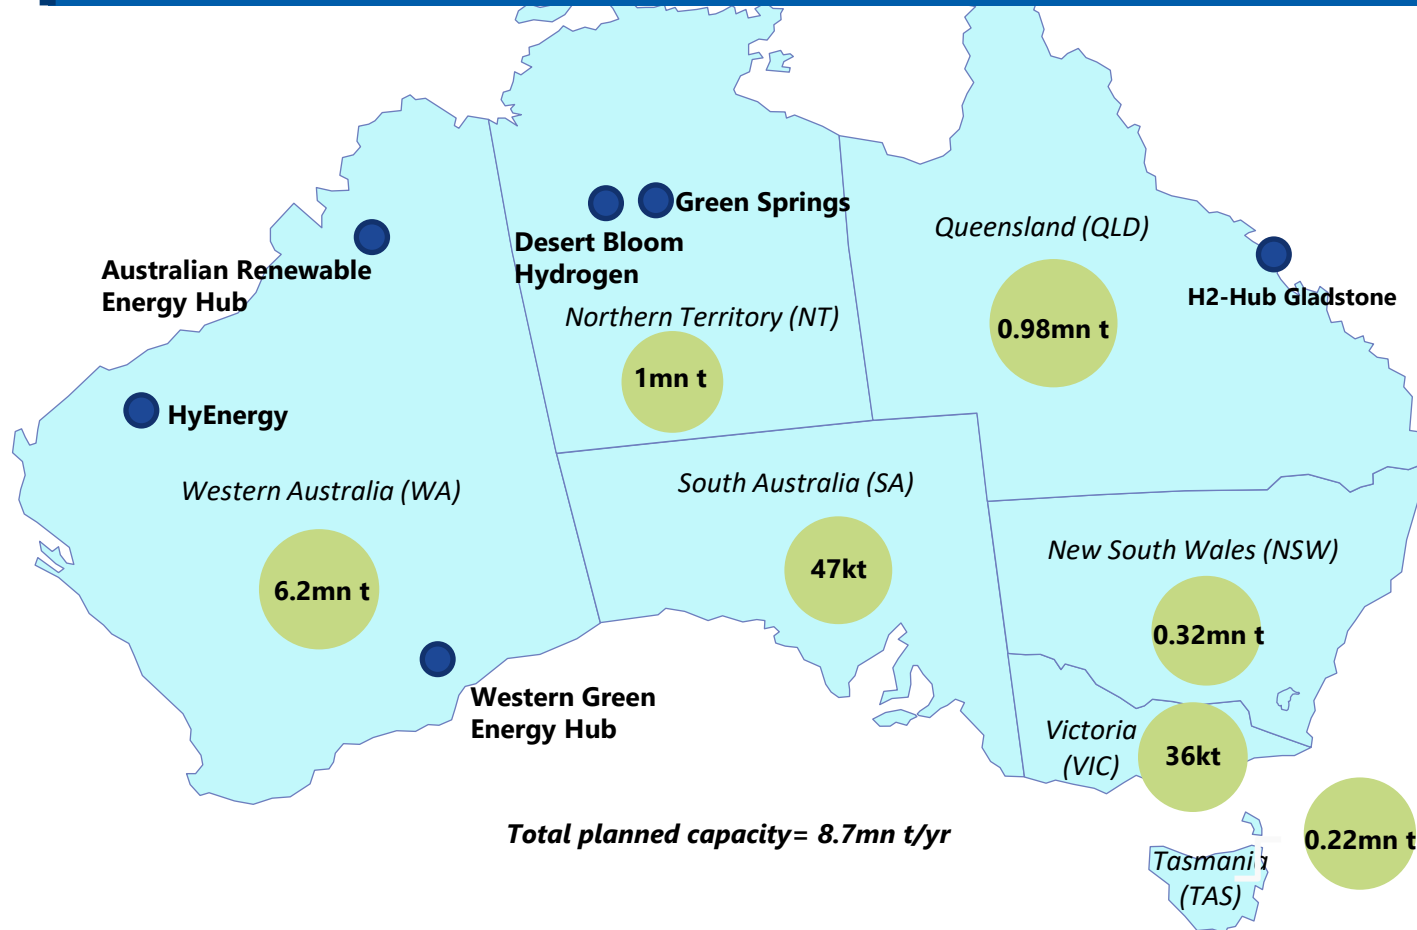 Green Springs
Desert Bloom
Hydrogen
Queensland (QLD)
Australian Renewable
Energy Hub
H2-Hub Gladstone
Northern Territory (NT)
0.98mn t
1mn t
HyEnergy
Western Australia (WA)
South Australia (SA)
New South Wales (NSW)
6.2mn t
47kt
0.32mn t
Western Green
Energy Hub
Victoria
(VIC)
36kt
Total planned capacity= 8.7mn t/yr
0.22mn t
Tasmania
(TAS)